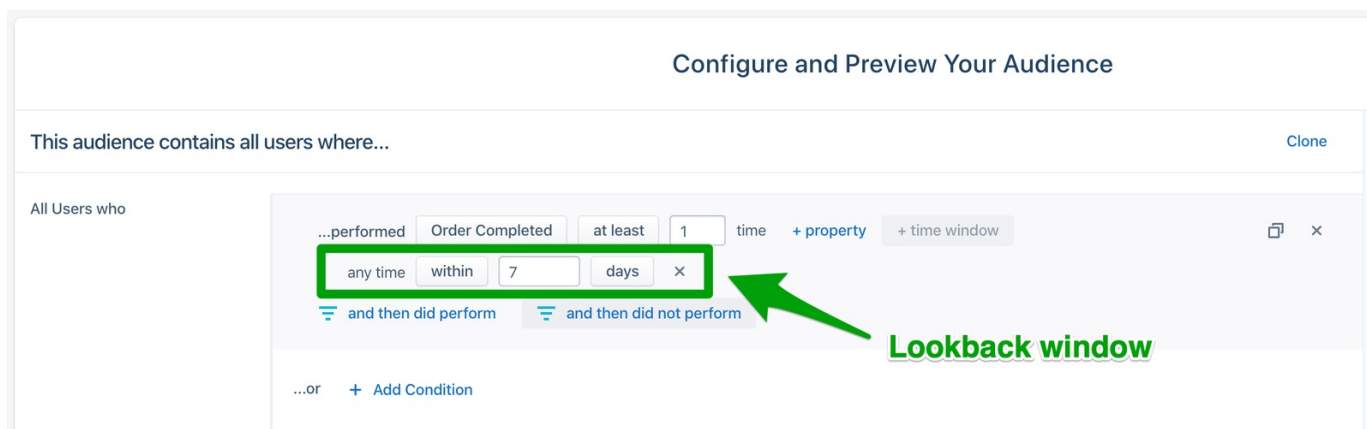 Configure and Preview Your Audience
This audience contains all users where...
Clone
All Users who
...performed Order Completed at least 1 time + property + time window
any time within 7 days ×
and then did perform and then did not perform
Lookback window
...or + Add Condition